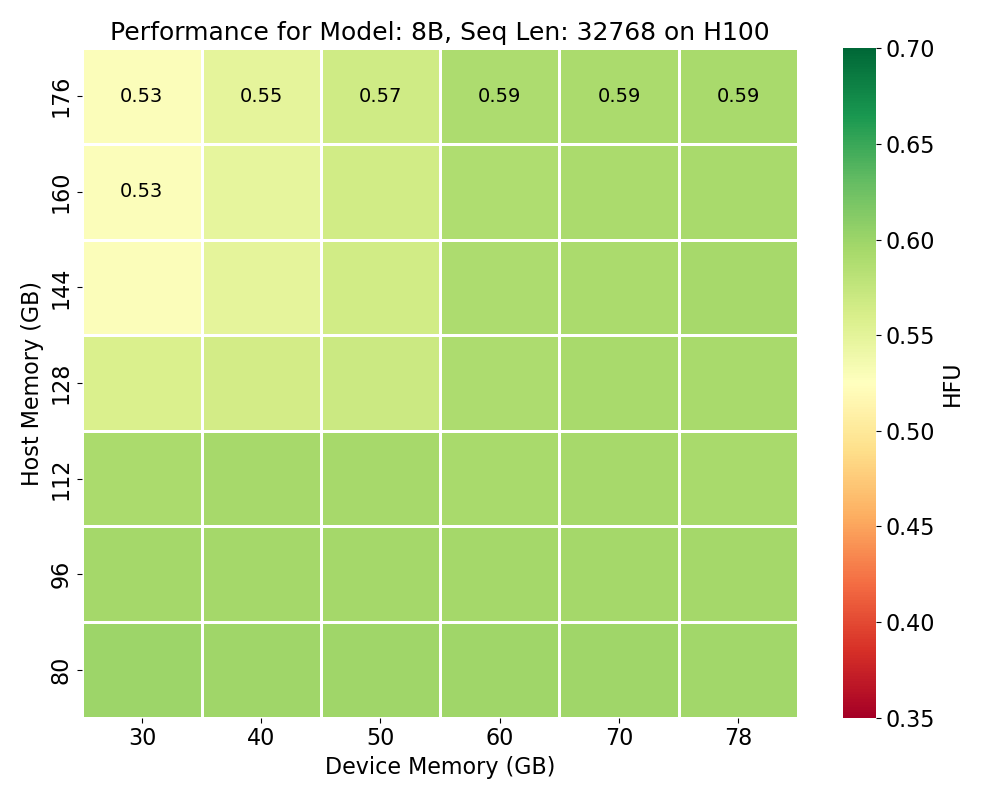 Performance for Model: 8B, Seq Len: 32768 on H100
Host Memory (GB)
176
160
144
128
112
96
80
0.53 0.55 0.57 0.59 0.59 0.59
0.53
30 40 50 60 70 78
Device Memory (GB)
0.70
0.65
0.60
0.55
0.50
0.45
0.40
0.35
HFU